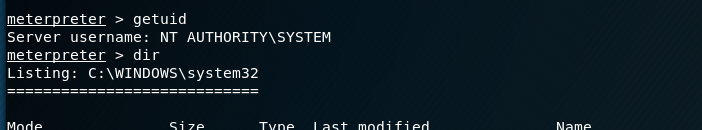 meterpreter > getuid
Server username: NT AUTHORITY\SYSTEM
meterpreter > dir
Listing: C:\WINDOWS\system32
============================
Mode Size Type Last modified Name